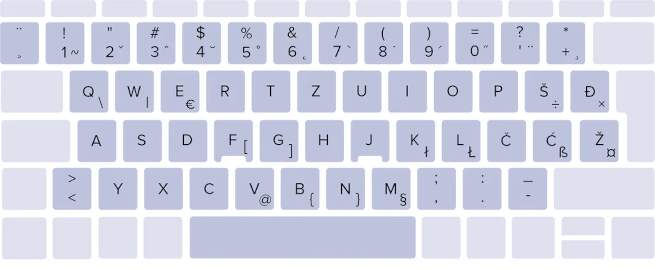 ¨ ! " # $ % & / ( ) = ? *
¸ 1 ~ 2 ˇ 3 ^ 4 ˘ 5 ° 6 ˛ 7 ` 8 ˙ 9 ´ 0 ˝ ' ¨ + ¸
Q \ W | E € R T Z U I O P Š ÷ Đ ×
A S D F [ G ] H J K ł L Ł Č Ć ß Ž ¤
> Y X C V @ B { N } M § ; : _
< , . -